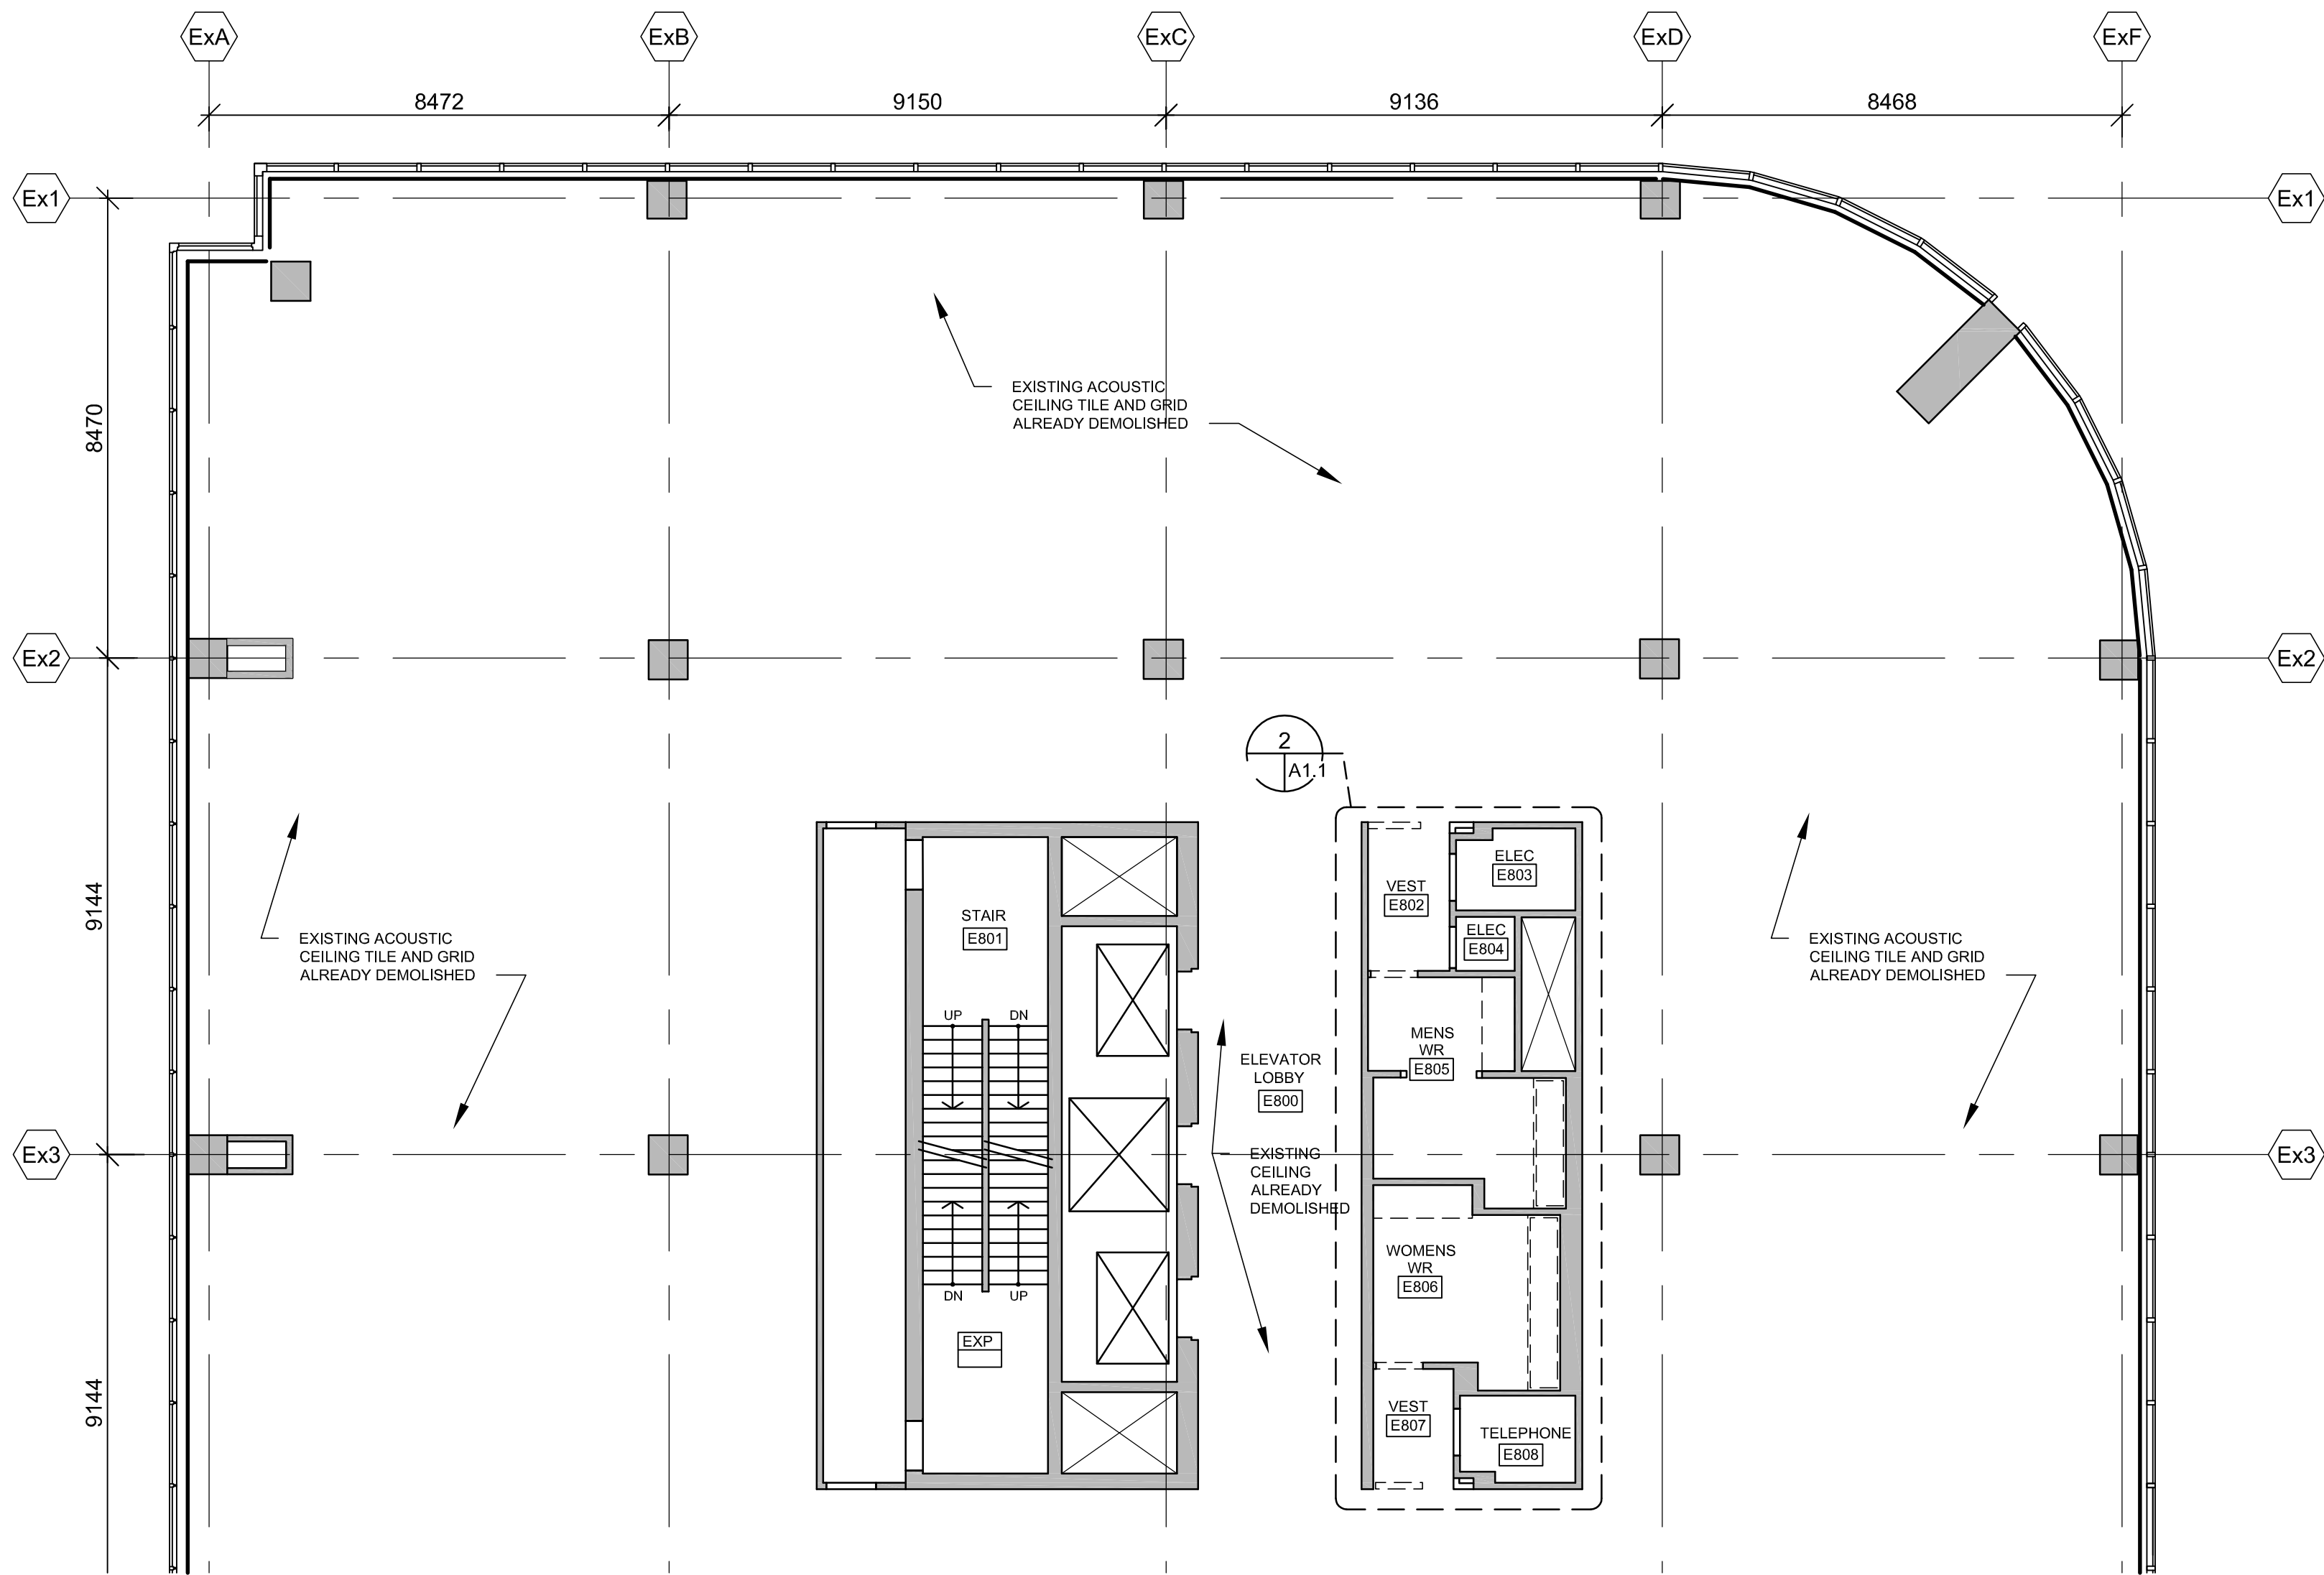 ExA
ExB
ExC
ExD
ExF
8472
9150
9136
8468
Ex1
Ex1
EXISTING ACOUSTIC
CEILING TILE AND GRID
ALREADY DEMOLISHED
8470
Ex2
Ex2
2
A1.1
9144
EXISTING ACOUSTIC
CEILING TILE AND GRID
ALREADY DEMOLISHED
STAIR
E801
UP
DN
DN
UP
EXP
ELEVATOR
LOBBY
E800
EXISTING
CEILING
ALREADY
DEMOLISHED
VEST
E802
ELEC
E803
ELEC
E804
MENS
WR
E805
WOMENS
WR
E806
VEST
E807
TELEPHONE
E808
EXISTING ACOUSTIC
CEILING TILE AND GRID
ALREADY DEMOLISHED
Ex3
Ex3
9144